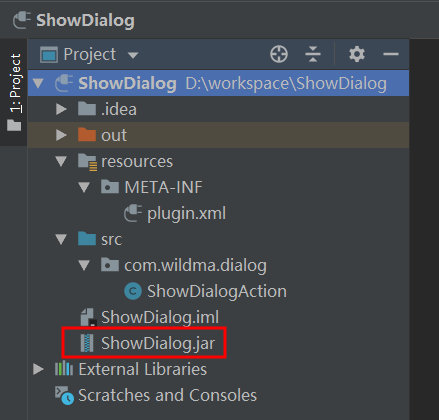 ShowDialog
Project
1: Project
ShowDialog D:\workspace\ShowDialog
.idea
out
resources
META-INF
plugin.xml
src
com.wildma.dialog
ShowDialogAction
ShowDialog.iml
ShowDialog.jar
External Libraries
Scratches and Consoles